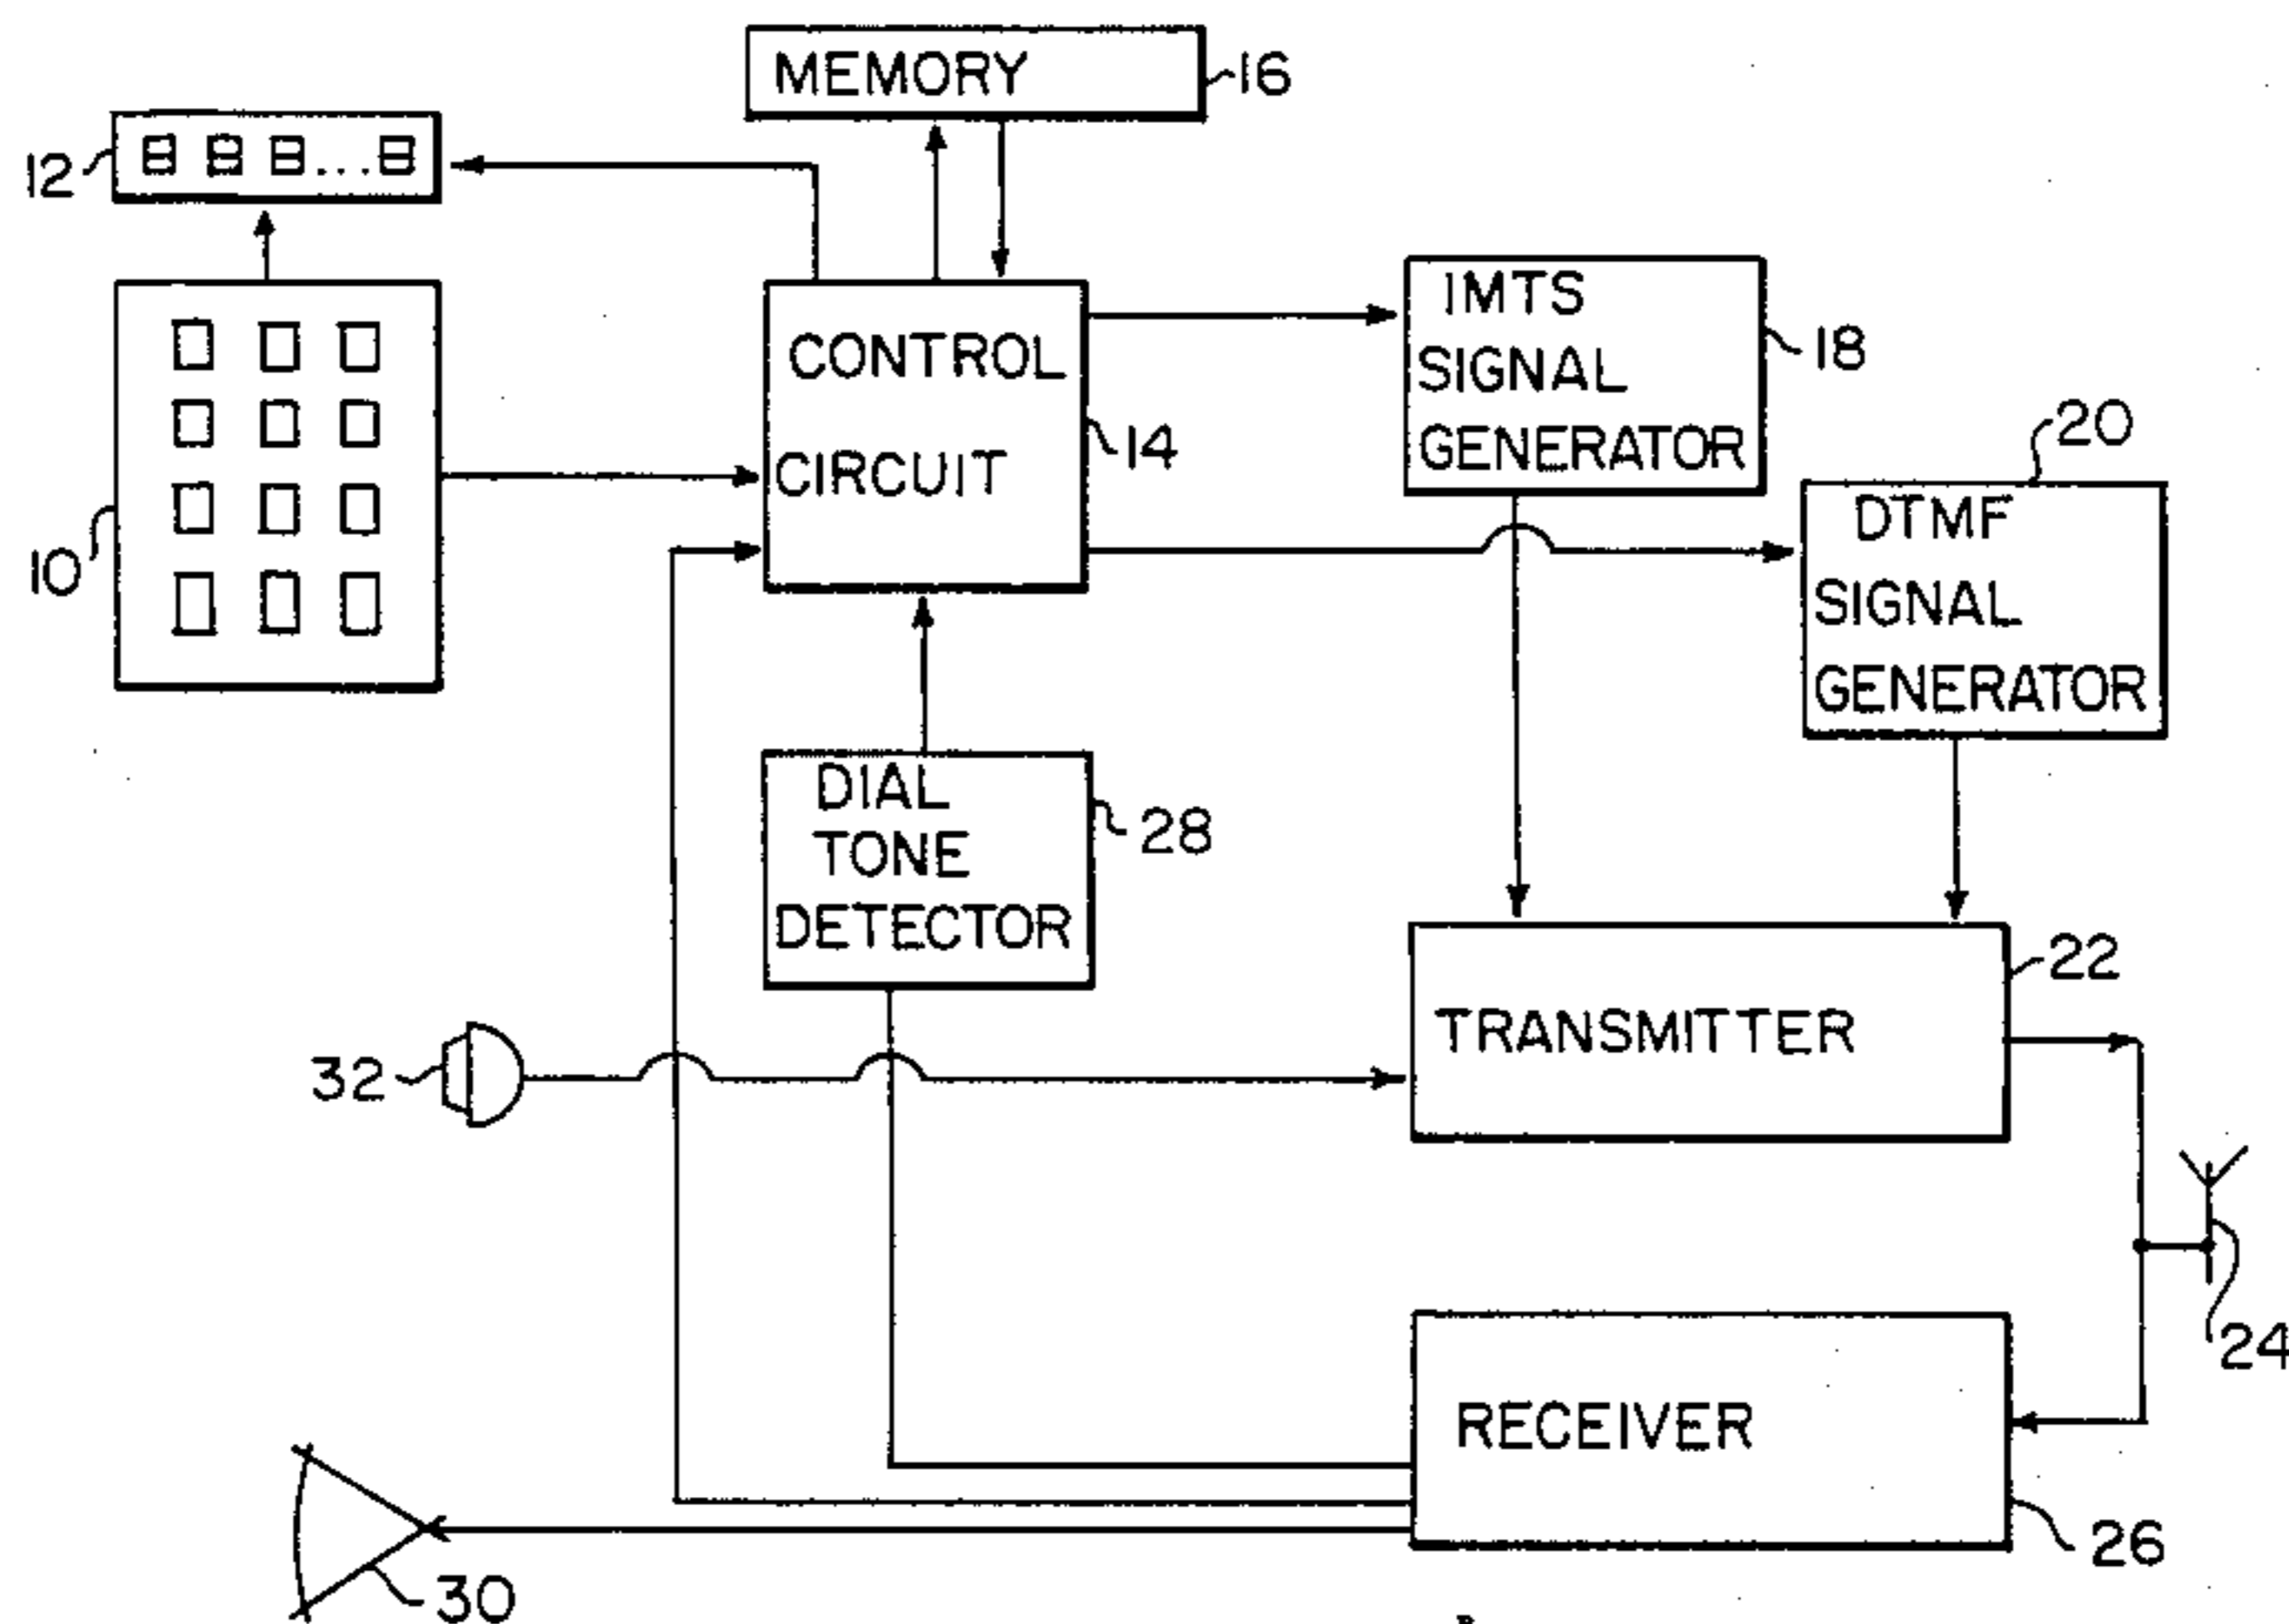 MEMORY
16
12
IMTS
SIGNAL
GENERATOR
18
CONTROL
CIRCUIT
14
20
DTMF
SIGNAL
GENERATOR
10
DIAL
TONE
DETECTOR
28
22
TRANSMITTER
32
24
RECEIVER
26
30